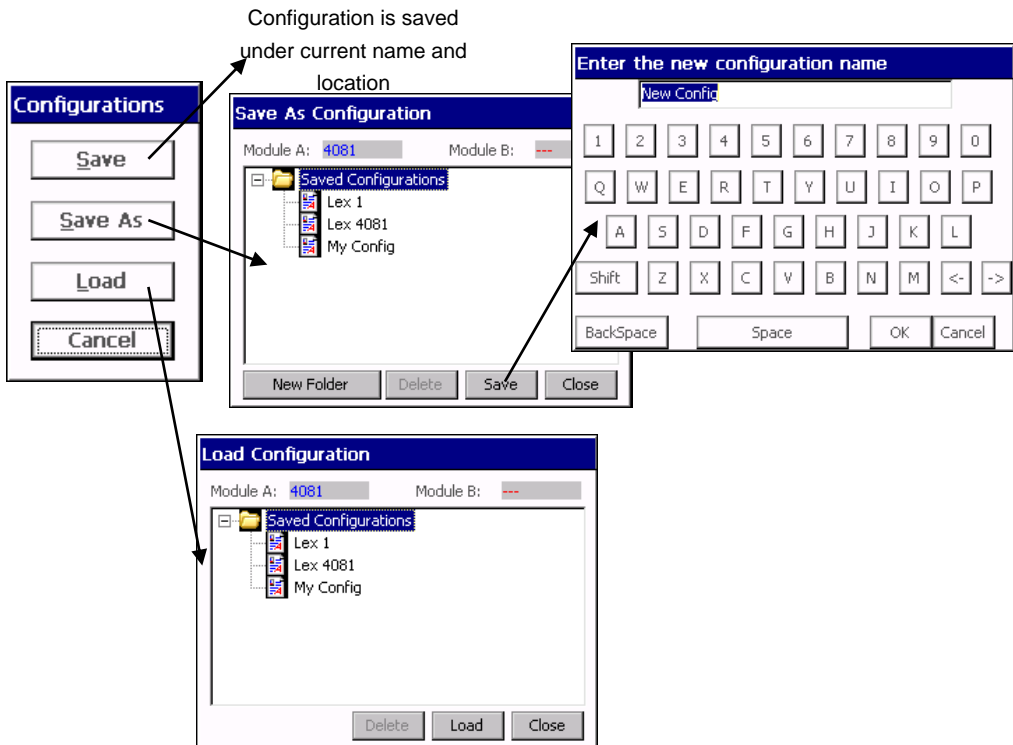 Configuration is saved
under current name and
location
Configurations
Save
Save As
Load
Cancel
Save As Configuration
Module A: 4081 Module B: ---
Saved Configurations
Lex 1
Lex 4081
My Config
New Folder Delete Save Close
Enter the new configuration name
New Config
1 2 3 4 5 6 7 8 9 0
Q W E R T Y U I O P
A S D F G H J K L
Shift Z X C V B N M <- ->
BackSpace Space OK Cancel
Load Configuration
Module A: 4081 Module B: ---
Saved Configurations
Lex 1
Lex 4081
My Config
Delete Load Close